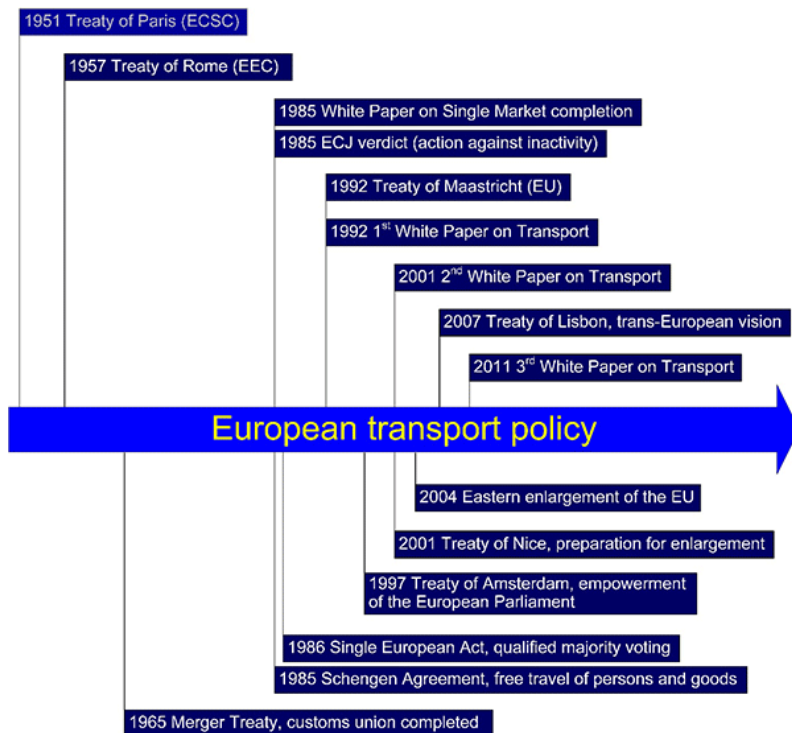 1951 Treaty of Paris (ECSC)
1957 Treaty of Rome (EEC)
1985 White Paper on Single Market completion
1985 ECJ verdict (action against inactivity)
1992 Treaty of Maastricht (EU)
1992 1st White Paper on Transport
2001 2nd White Paper on Transport
2007 Treaty of Lisbon, trans-European vision
2011 3rd White Paper on Transport
European transport policy
2004 Eastern enlargement of the EU
2001 Treaty of Nice, preparation for enlargement
1997 Treaty of Amsterdam, empowerment
of the European Parliament
1986 Single European Act, qualified majority voting
1985 Schengen Agreement, free travel of persons and goods
1965 Merger Treaty, customs union completed